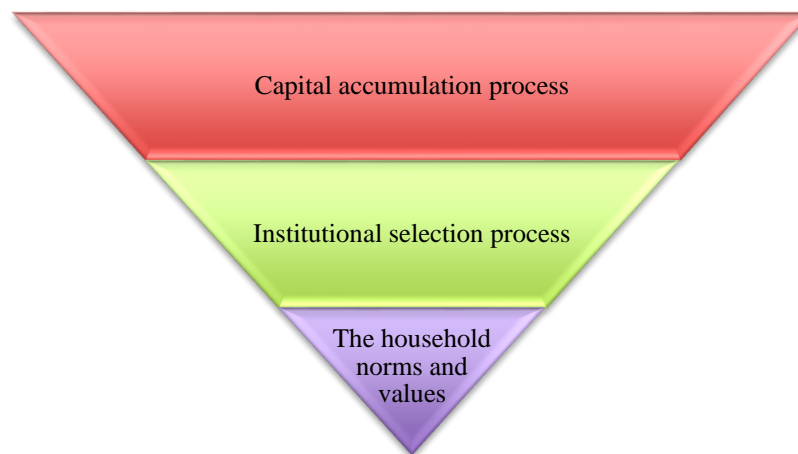 Capital accumulation process
Institutional selection process
The household
norms and
values